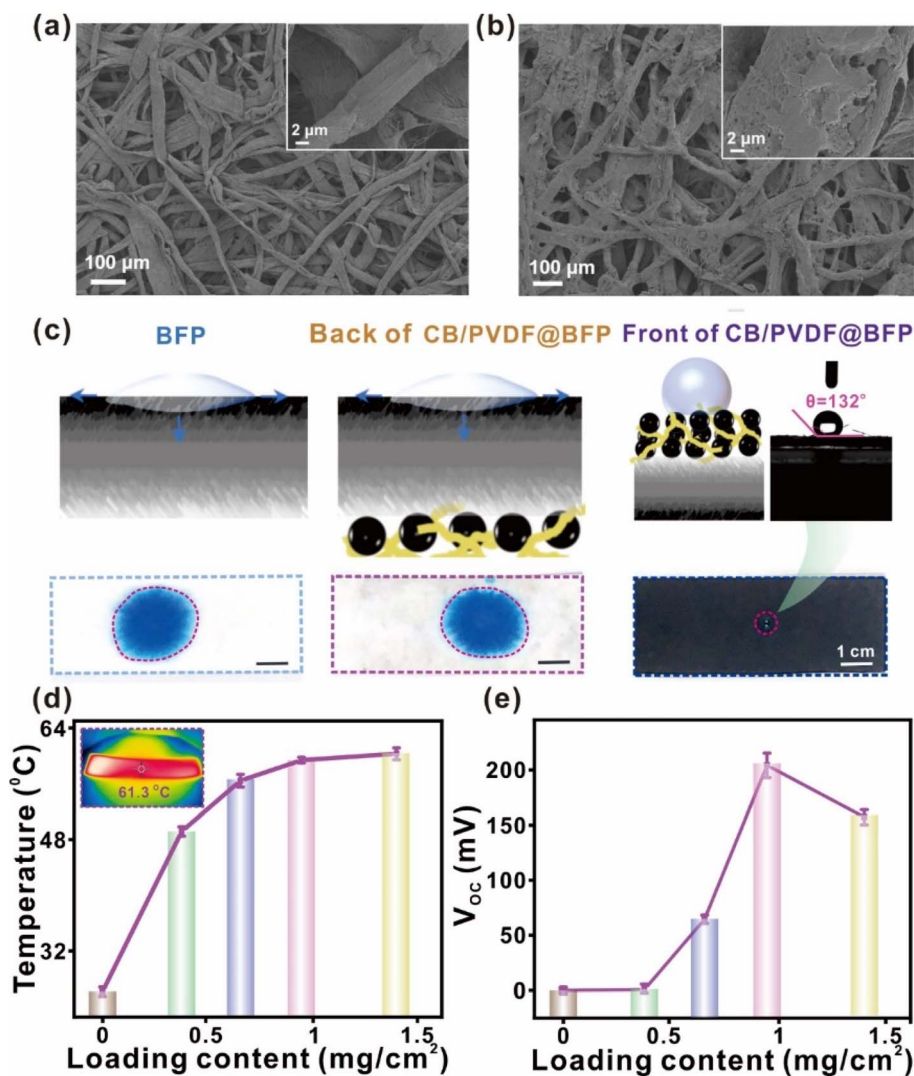 (a)
2 μm
100 μm
(b)
2 μm
100 μm
(c)
BFP
Back of CB/PVDF@BFP
Front of CB/PVDF@BFP
θ=132°
1 cm
(d)
Temperature (⁰C)
64
48
32
61.3 °C
0 0.5 1 1.5
Loading content (mg/cm²)
(e)
V_OC (mV)
200
150
100
50
0
0 0.5 1 1.5
Loading content (mg/cm²)